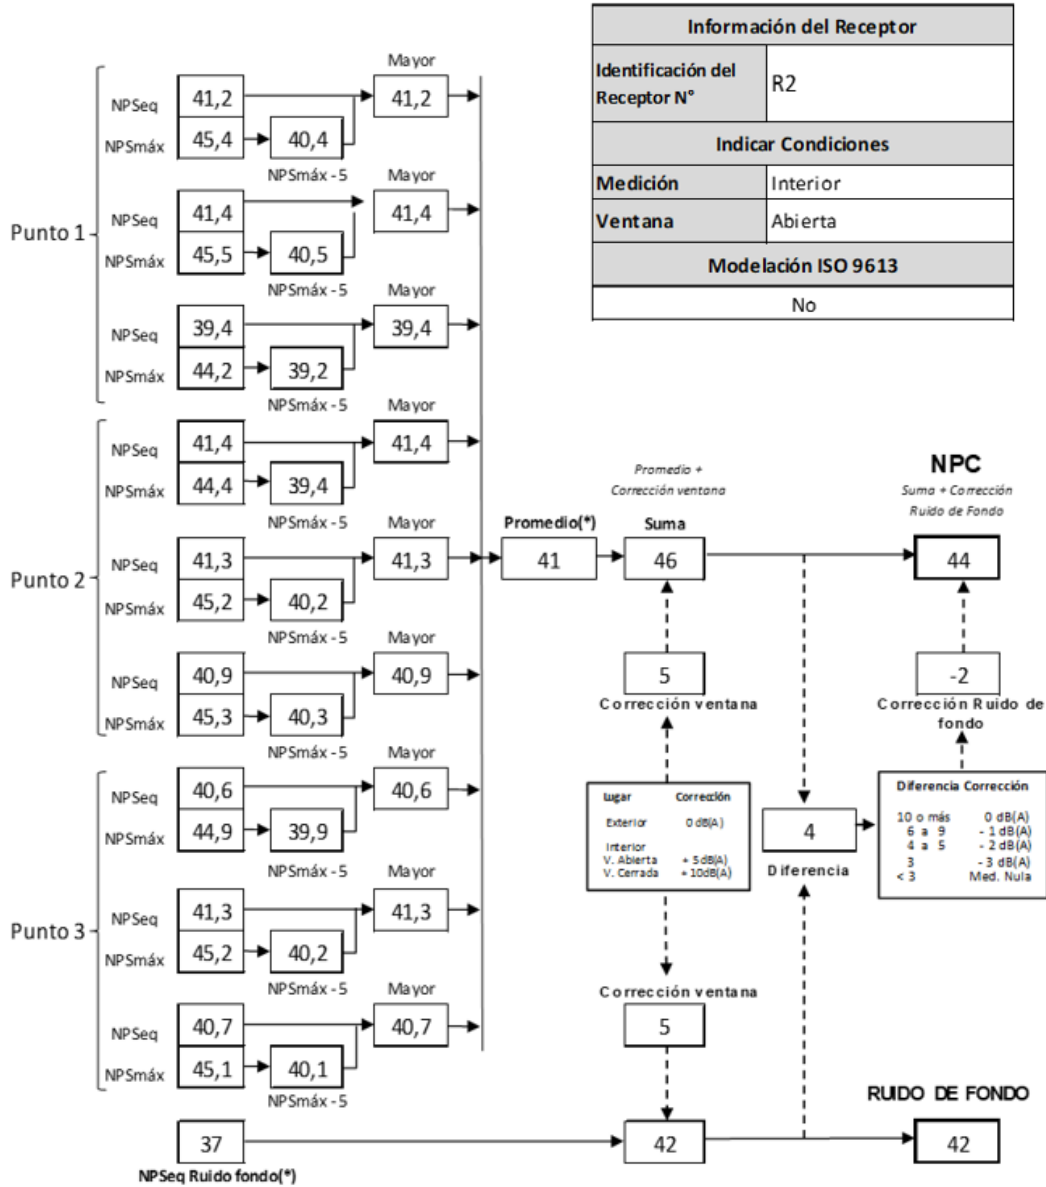 Información del Receptor
Identificación del
Receptor N°
R2
Indicar Condiciones
Medición
Interior
Ventana
Abierta
Modelación ISO 9613
No
Punto 1
NPSeq
41,2
Mayor
41,2
NPSmáx
45,4
40,4
NPSmáx - 5
NPSeq
41,4
Mayor
41,4
NPSmáx
45,5
40,5
NPSmáx - 5
NPSeq
39,4
Mayor
39,4
NPSmáx
44,2
39,2
NPSmáx - 5
Punto 2
NPSeq
41,4
Mayor
41,4
NPSmáx
44,4
39,4
NPSmáx - 5
NPSeq
41,3
Mayor
41,3
NPSmáx
45,2
40,2
NPSmáx - 5
NPSeq
40,9
Mayor
40,9
NPSmáx
45,3
40,3
NPSmáx - 5
Punto 3
NPSeq
40,6
Mayor
40,6
NPSmáx
44,9
39,9
NPSmáx - 5
NPSeq
41,3
Mayor
41,3
NPSmáx
45,2
40,2
NPSmáx - 5
NPSeq
40,7
Mayor
40,7
NPSmáx
45,1
40,1
NPSmáx - 5
37
NPSeq Ruido fondo(*)
Promedio(*)
41
Promedio +
Corrección ventana
Suma
46
5
Corrección ventana
Lugar Corrección
Exterior 0 dB(A)
Interior
V. Abierta + 5dB(A)
V. Cerrada + 10dB(A)
Corrección ventana
5
42
4
Diferencia
NPC
Suma + Corrección
Ruido de Fondo
44
-2
Corrección Ruido de
fondo
Diferencia Corrección
10 o más 0 dB(A)
6 a 9 - 1 dB(A)
4 a 5 - 2 dB(A)
3 - 3 dB(A)
< 3 Med. Nula
RUIDO DE FONDO
42